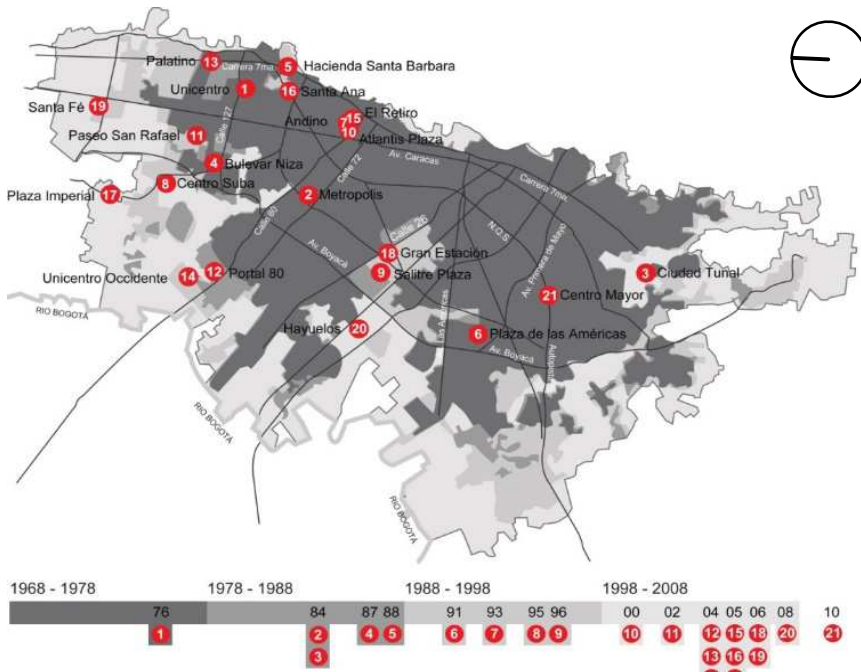 Palatino 13
Carrera 7ma.
5 Hacienda Santa Barbara
Unicentro 1
16 Santa Ana
Santa Fé 19
Calle 127
Andino 7
15 El Retiro
10 Atlantis Plaza
Paseo San Rafael 11
Av. Caracas
4 Bulevar Niza
Calle 72
8 Centro Suba
Plaza Imperial 17
2 Metropolis
Carrera 7ma.
Calle 80
Calle 26
N.Q.S.
Av. Boyacá
18 Gran Estación
Av. Primera de Mayo
Unicentro Occidente 14
12 Portal 80
9 Salitre Plaza
3 Ciudad Tunal
21 Centro Mayor
RIO BOGOTÁ
Hayuelos 20
Las Américas
6 Plaza de las Américas
Av. Boyacá
Autopista
RIO BOGOTÁ
RIO BOGOTÁ
1968 - 1978 1978 - 1988 1988 - 1998 1998 - 2008
76 84 87 88 91 93 95 96 00 02 04 05 06 08 10
1 2 4 5 6 7 8 9 10 11 12 15 18 20 21
3 13 16 19